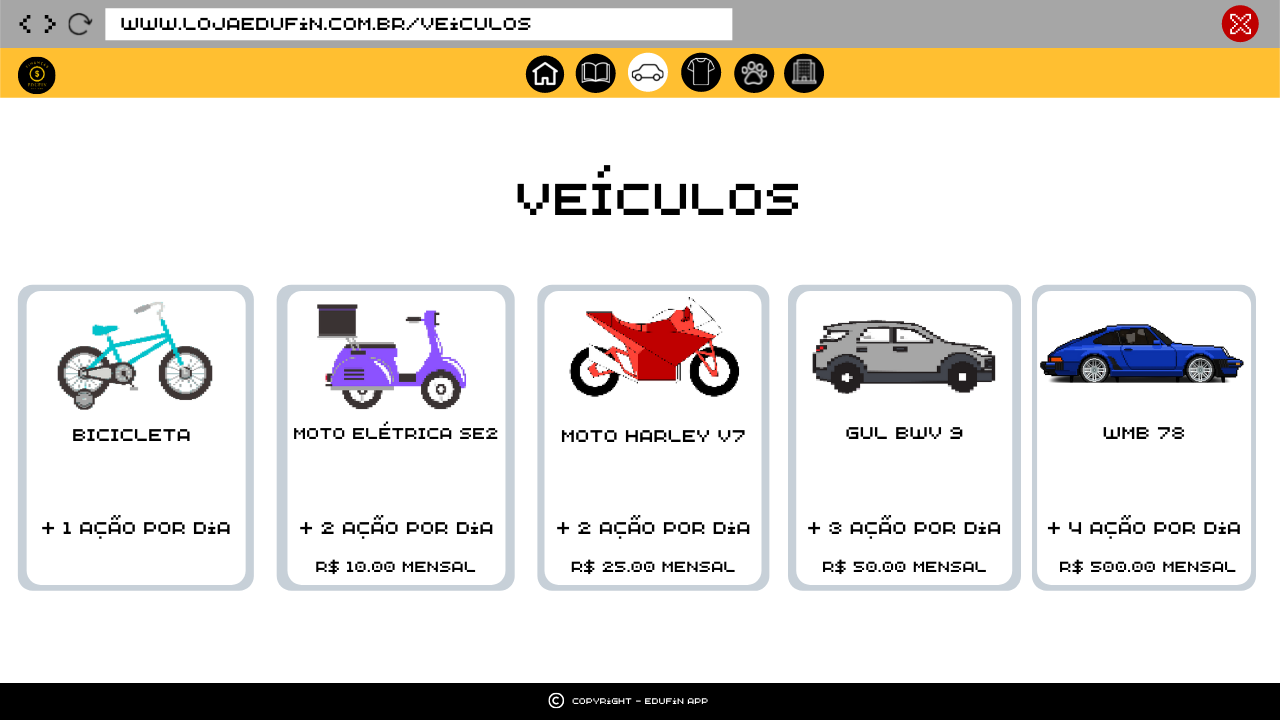 WWW.LOJAEDUFiN.COM.BR/VEíCULOS
$
VEÍCULOS
BICICLETA
+ 1 AÇÃO POR DiA
MOTO ELÉTRICA SE2
+ 2 AÇÃO POR DiA
R$ 10.00 MENSAL
MOTO HARLEY V7
+ 2 AÇÃO POR DiA
R$ 25.00 MENSAL
GUL BWV 9
+ 3 AÇÃO POR DiA
R$ 50.00 MENSAL
WMB 78
+ 4 AÇÃO POR DiA
R$ 500.00 MENSAL
© COPYRiGHT - EDUFiN APP